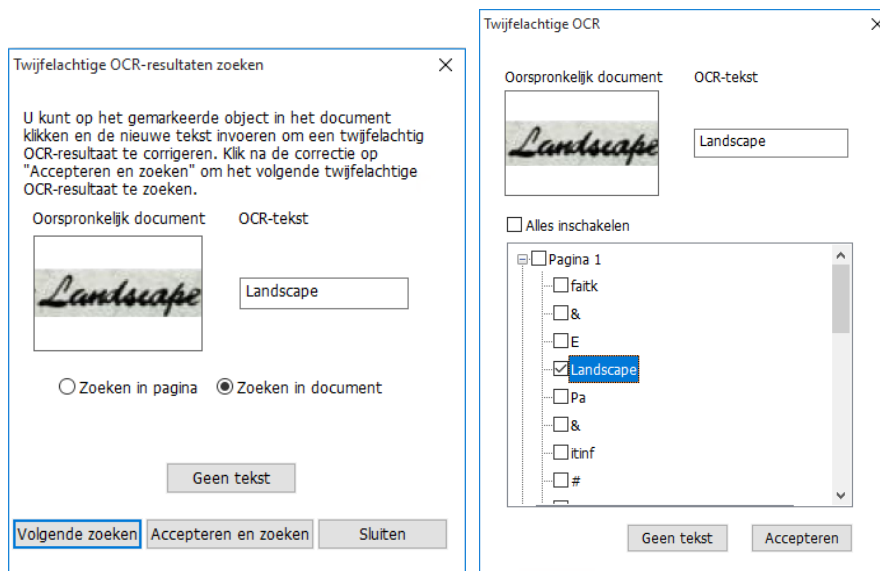 Twijfelachtige OCR-resultaten zoeken
U kunt op het gemarkeerde object in het document
klikken en de nieuwe tekst invoeren om een twijfelachtig
OCR-resultaat te corrigeren. Klik na de correctie op
"Accepteren en zoeken" om het volgende twijfelachtige
OCR-resultaat te zoeken.
Oorspronkelijk document OCR-tekst
Landscape
Landscape
Zoeken in pagina Zoeken in document
Geen tekst
Volgende zoeken Accepteren en zoeken Sluiten
Twijfelachtige OCR
Oorspronkelijk document OCR-tekst
Landscape
Landscape
Alles inschakelen
Pagina 1
faitk
&
E
Landscape
Pa
&
itinf
#
Geen tekst Accepteren